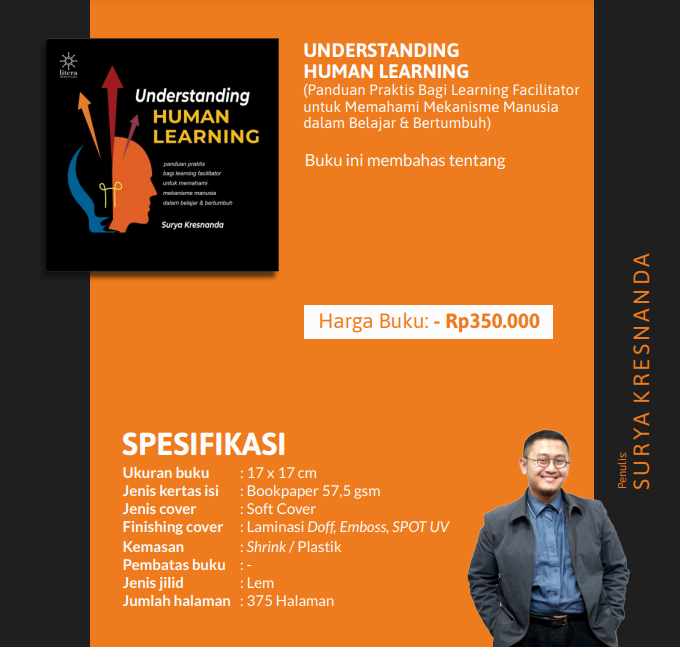 litera
Understanding
HUMAN
LEARNING
panduan praktis
bagi learning facilitator
untuk memahami
mekanisme manusia
dalam belajar & bertumbuh
Surya Kresnanda
UNDERSTANDING
HUMAN LEARNING
(Panduan Praktis Bagi Learning Facilitator
untuk Memahami Mekanisme Manusia
dalam Belajar & Bertumbuh)
Buku ini membahas tentang
Harga Buku: - Rp350.000
Penulis:
SURYA KRESNANDA
SPESIFIKASI
Ukuran buku : 17 x 17 cm
Jenis kertas isi : Bookpaper 57,5 gsm
Jenis cover : Soft Cover
Finishing cover : Laminasi Doff, Emboss, SPOT UV
Kemasan : Shrink / Plastik
Pembatas buku : -
Jenis jilid : Lem
Jumlah halaman : 375 Halaman